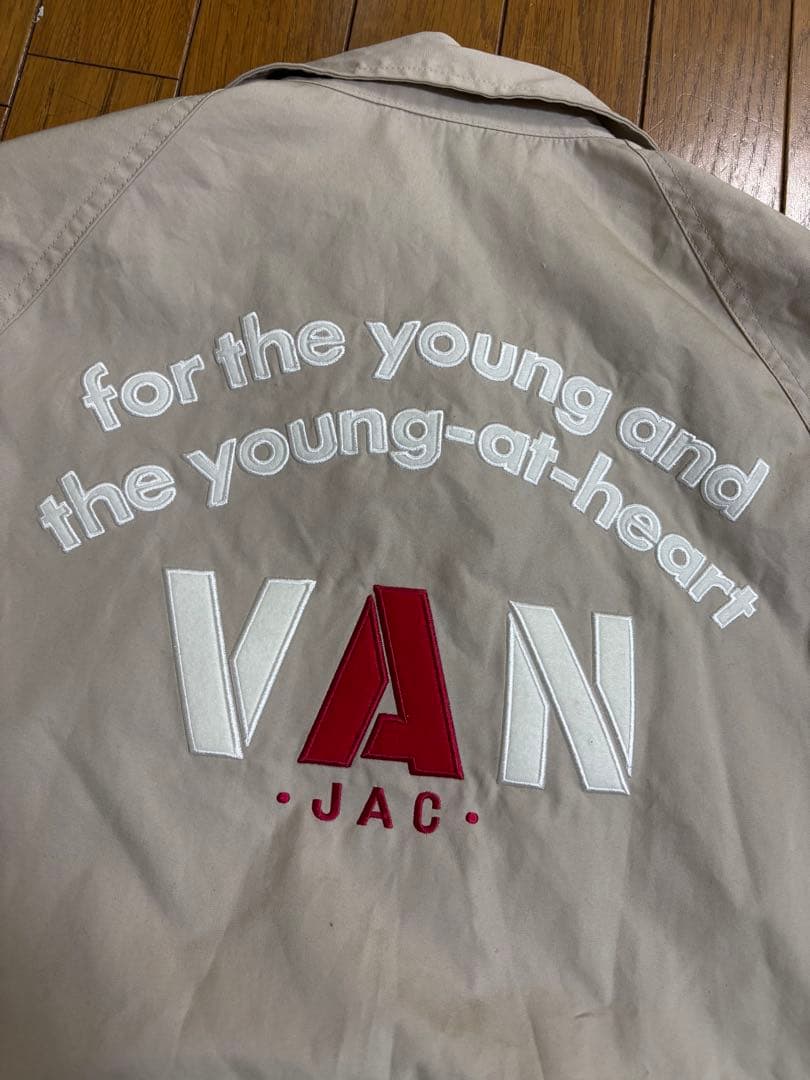 for the young and
the young-at-heart
VAN
・JAC・